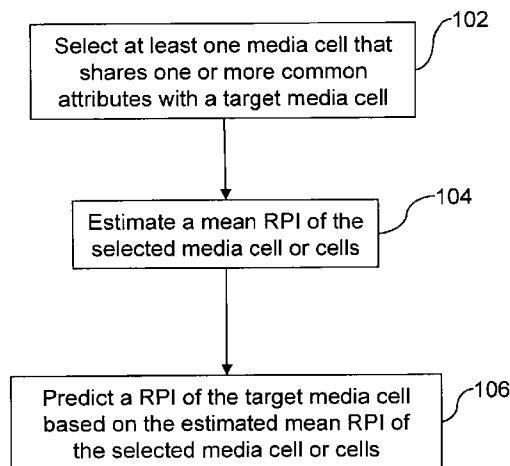 102
Select at least one media cell that
shares one or more common
attributes with a target media cell
104
Estimate a mean RPI of the
selected media cell or cells
106
Predict a RPI of the target media cell
based on the estimated mean RPI of
the selected media cell or cells